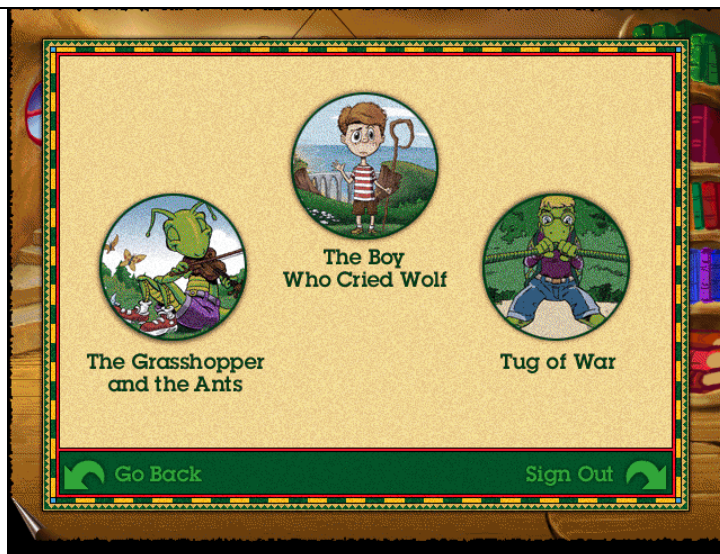 The Boy
Who Cried Wolf
The Grasshopper
and the Ants
Tug of War
Go Back
Sign Out